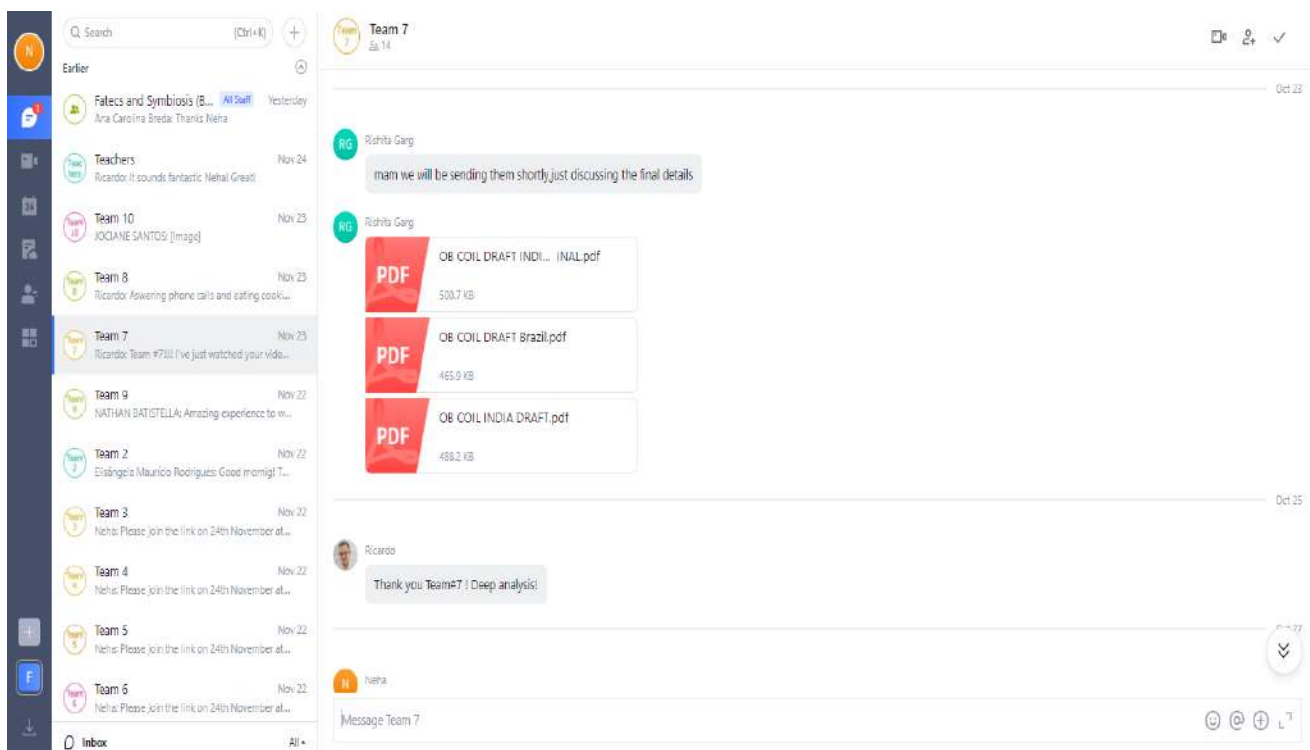 N
Search (Ctrl+K)
Earlier
Fatecs and Symbiosis (B... All Staff Yesterday
Ana Carolina Breda: Thanks Neha
Teachers Nov 24
Ricardo: It sounds fantastic Neha! Great!
Team 10 Nov 23
JOCIANE SANTOS: [Image]
Team 8 Nov 23
Ricardo: Aswering phone calls and eating cooki...
Team 7 Nov 23
Ricardo: Team #7!!!! I've just watched your vide...
Team 9 Nov 22
NATHAN BATISTELLA: Amazing experience to w...
Team 2 Nov 22
Elisângela Maurício Rodrigues: Good mornig! T...
Team 3 Nov 22
Neha: Please join the link on 24th November at...
Team 4 Nov 22
Neha: Please join the link on 24th November at...
Team 5 Nov 22
Neha: Please join the link on 24th November at...
Team 6 Nov 22
Neha: Please join the link on 24th November at...
Inbox All
F
Team 7
14
Oct 23
RG Rishita Garg
mam we will be sending them shortly,just discussing the final details
RG Rishita Garg
PDF OB COIL DRAFT INDI... INAL.pdf
500.7 KB
PDF OB COIL DRAFT Brazil.pdf
465.9 KB
PDF OB COIL INDIA DRAFT.pdf
488.2 KB
Oct 25
Ricardo
Thank you Team#7 ! Deep analysis!
N Neha
Message Team 7